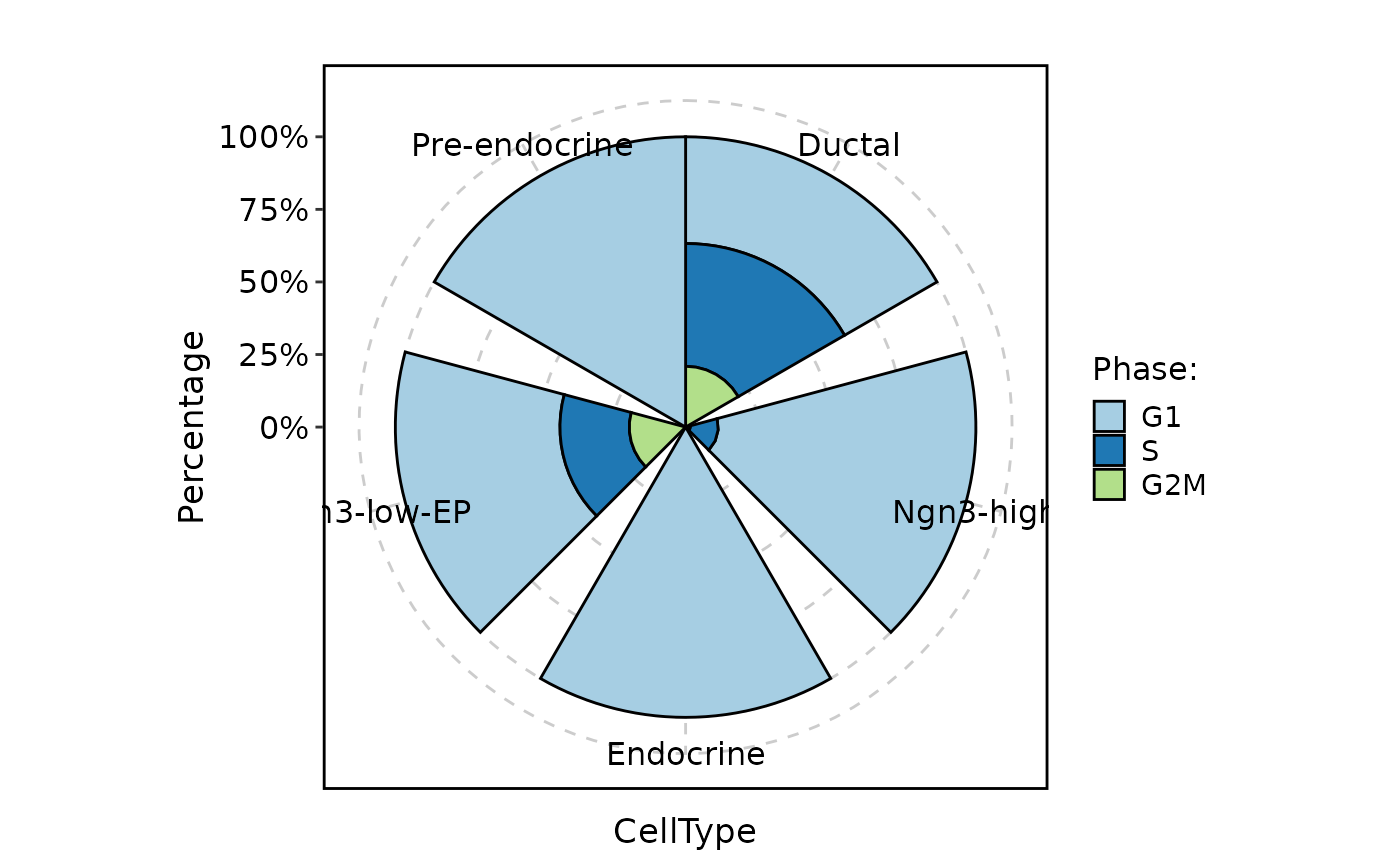 Pre-endocrine
Ductal
100%
75%
50%
25%
0%
Percentage
n3-low-EP
Ngn3-high
Endocrine
CellType
Phase:
G1
S
G2M